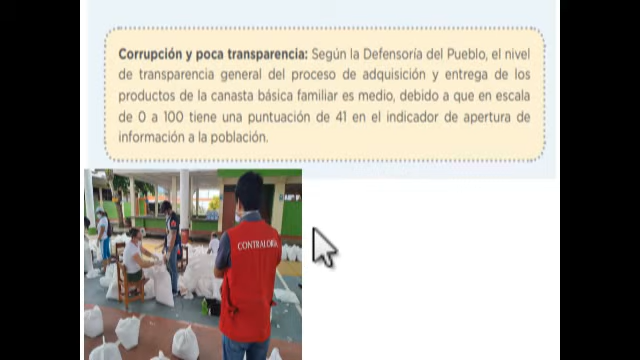 Corrupción y poca transparencia: Según la Defensoría del Pueblo, el nivel
de transparencia general del proceso de adquisición y entrega de los
productos de la canasta básica familiar es medio, debido a que en escala
de 0 a 100 tiene una puntuación de 41 en el indicador de apertura de
información a la población.
CONTRALORÍA